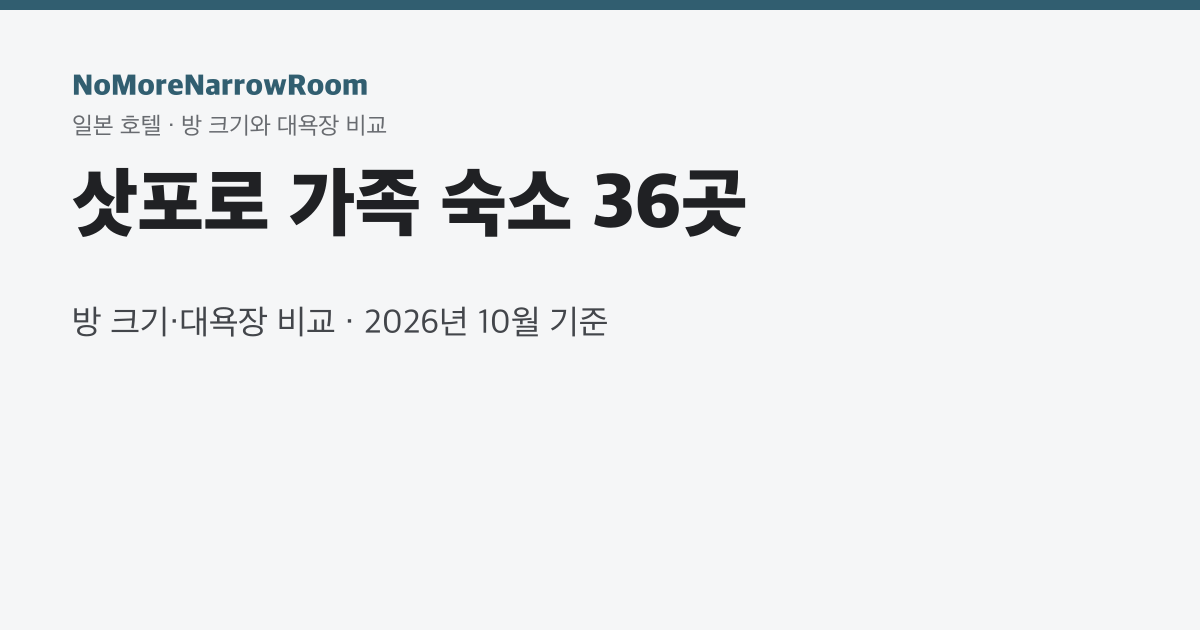 NoMoreNarrowRoom
일본 호텔 · 방 크기와 대욕장 비교
삿포로 가족 숙소 36곳
방 크기·대욕장 비교 · 2026년 10월 기준